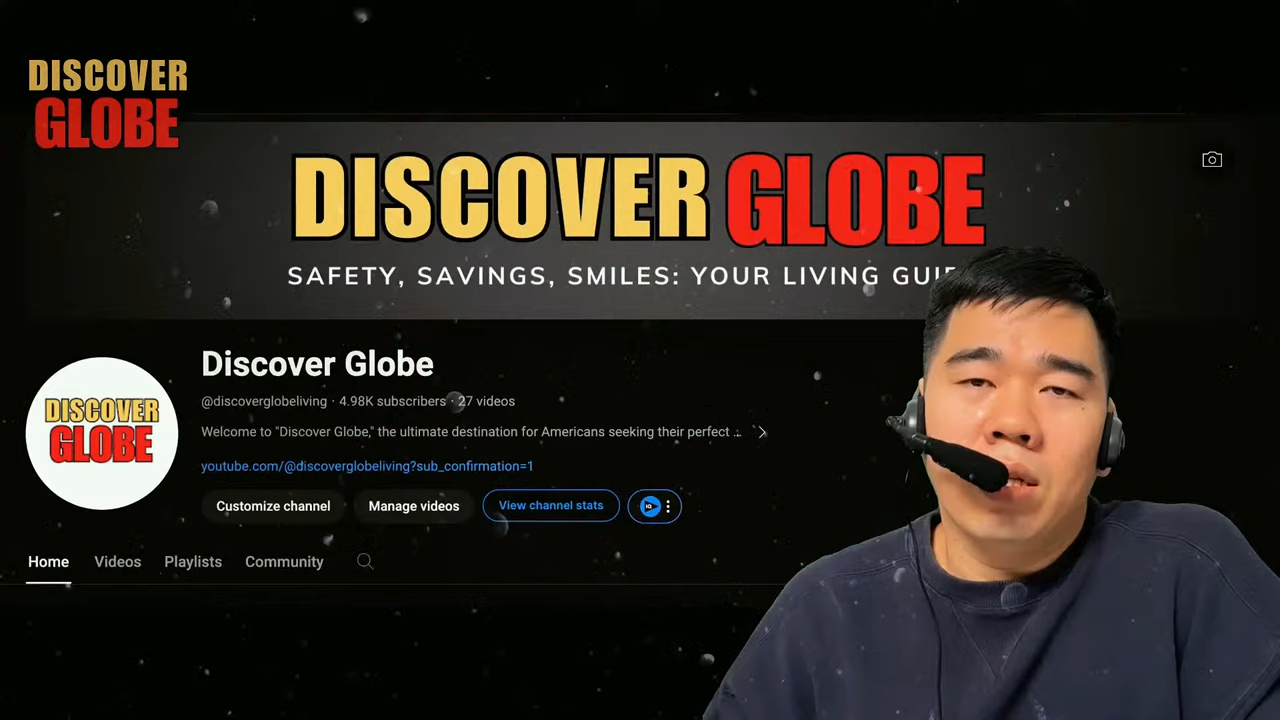 DISCOVER
GLOBE
DISCOVER GLOBE
SAFETY, SAVINGS, SMILES: YOUR LIVING
DISCOVER
GLOBE
Discover Globe
@discoverglobeliving · 4.98K subscribers · 27 videos
Welcome to "Discover Globe," the ultimate destination for Americans seeking their perfect ...
youtube.com/@discoverglobeliving?sub_confirmation=1
Customize channel
Manage videos
View channel stats
IQ
Home
Videos
Playlists
Community